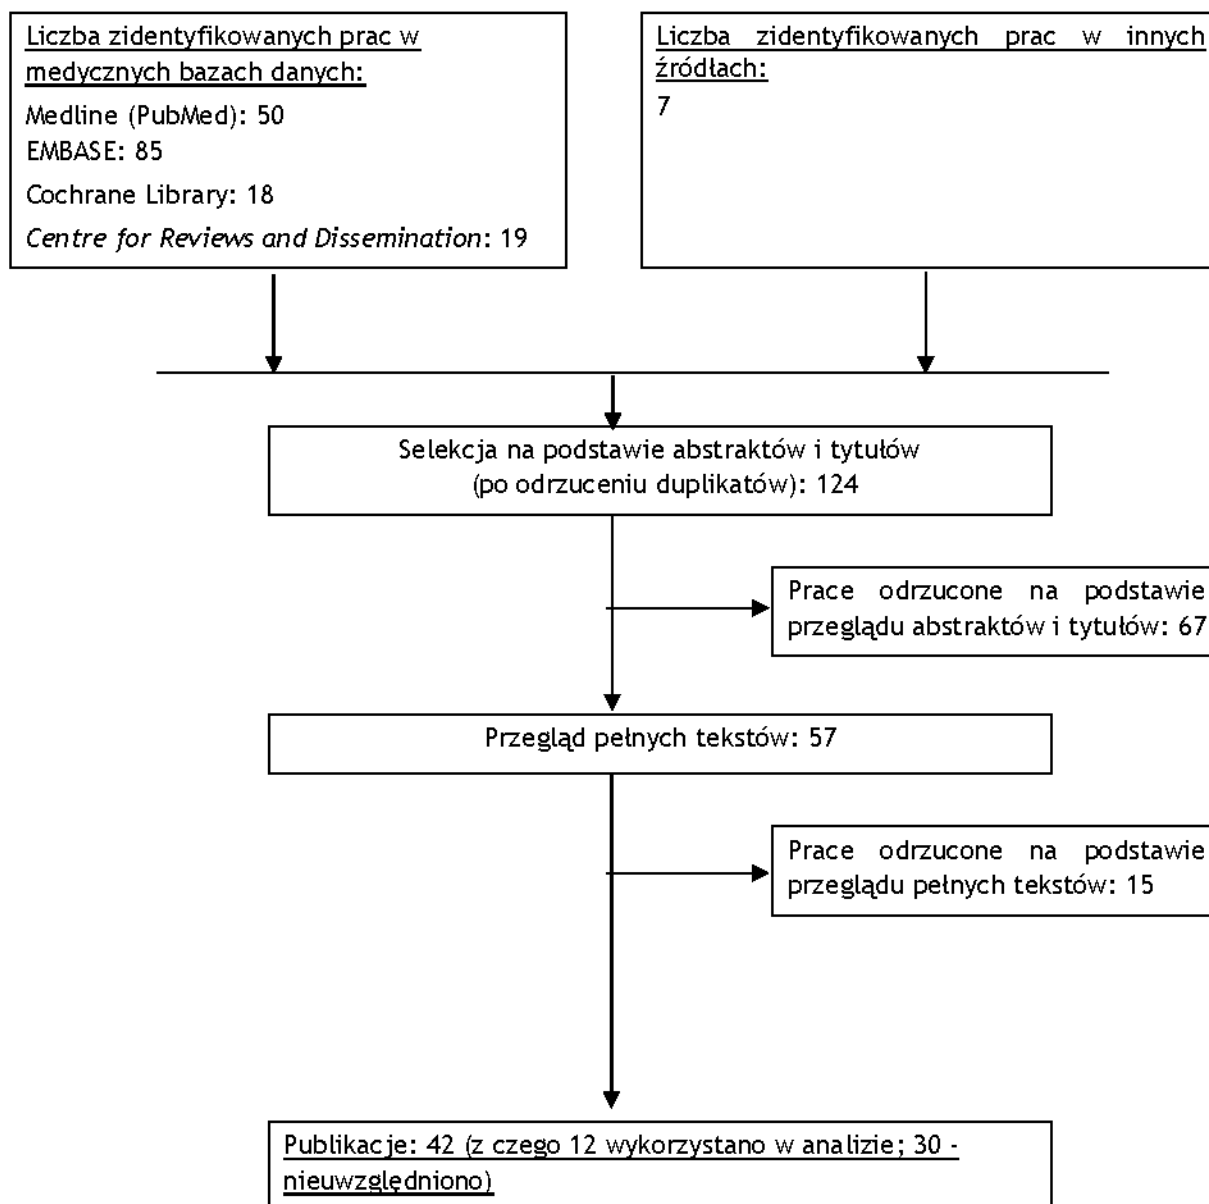 Liczba zidentyfikowanych prac w
medycznych bazach danych:
Medline (PubMed): 50
EMBASE: 85
Cochrane Library: 18
Centre for Reviews and Dissemination: 19
Liczba zidentyfikowanych prac w innych
źródłach:
7
Selekcja na podstawie abstraktów i tytułów
(po odrzuceniu duplikatów): 124
Prace odrzucone na podstawie
przeglądu abstraktów i tytułów: 67
Przegląd pełnych tekstów: 57
Prace odrzucone na podstawie
przeglądu pełnych tekstów: 15
Publikacje: 42 (z czego 12 wykorzystano w analizie; 30 -
nieuwzględniono)